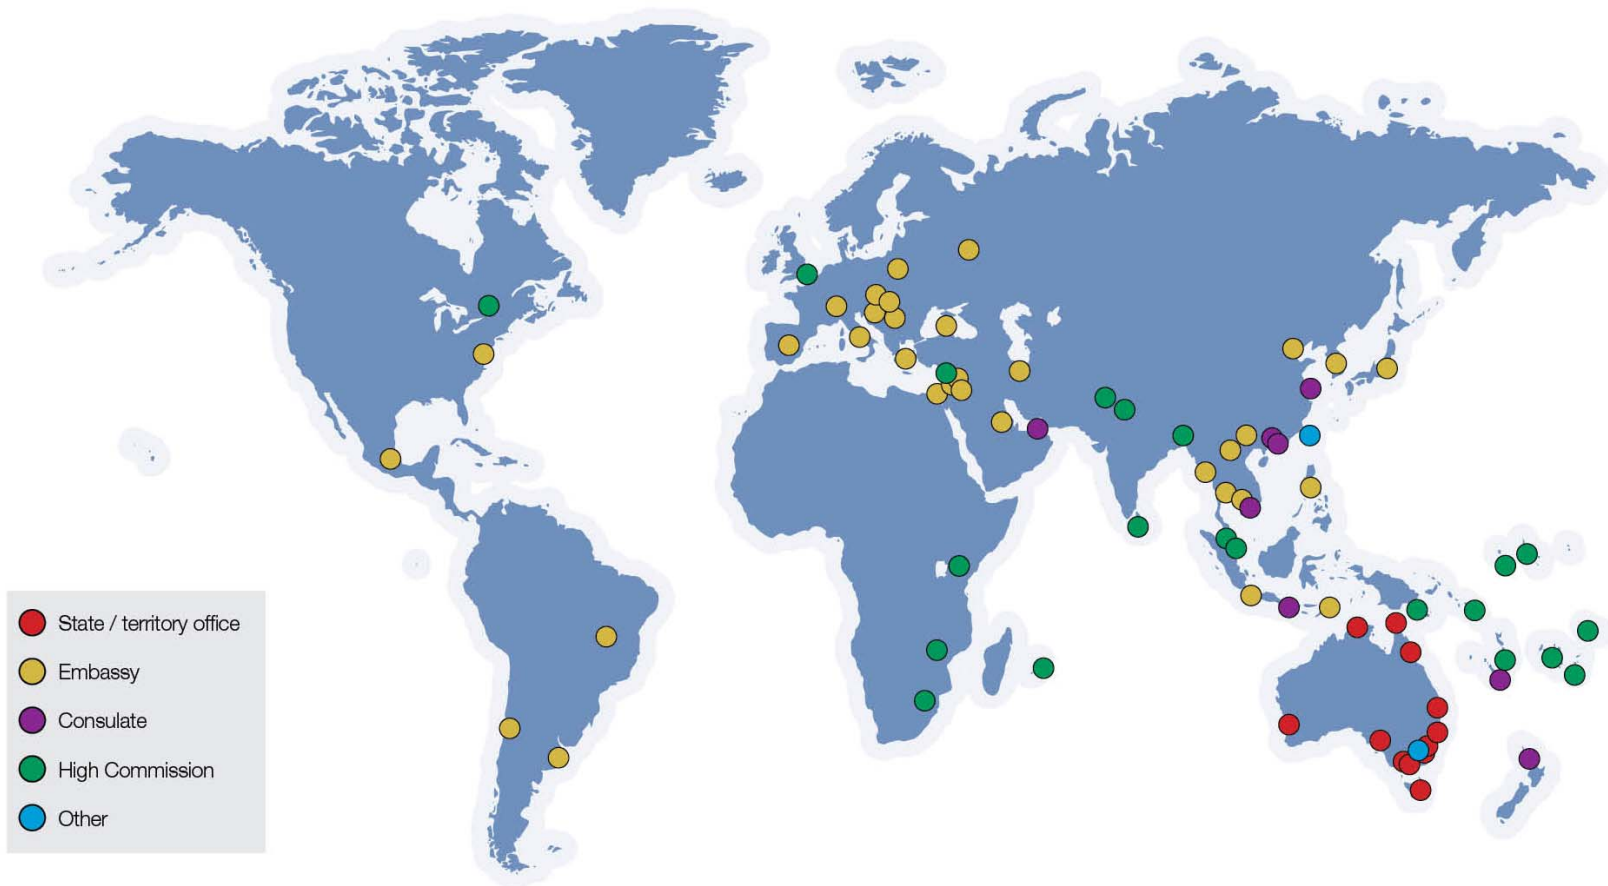 State / territory office
Embassy
Consulate
High Commission
Other